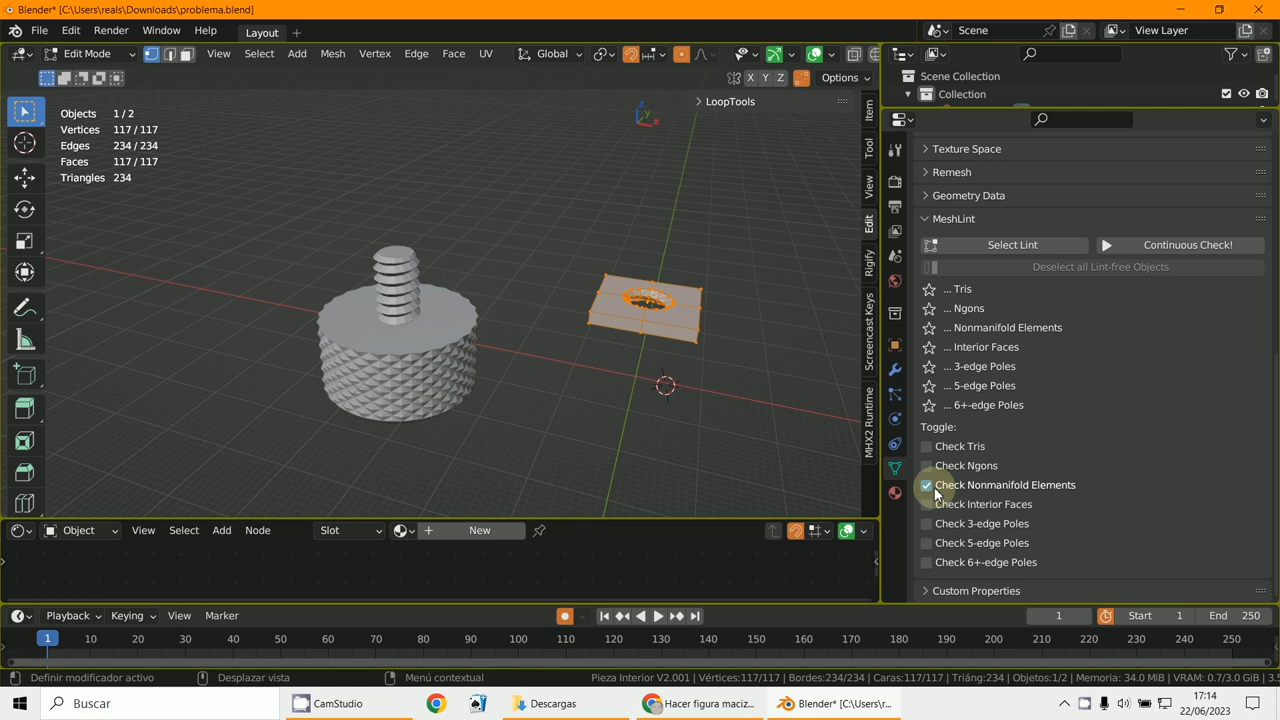 Blender* [C:\Users\reals\Downloads\problema.blend]
File Edit Render Window Help Layout + Scene View Layer
Edit Mode View Select Add Mesh Vertex Edge Face UV Global
X Y Z Options
Scene Collection
Collection
Objects 1 / 2
Vertices 117 / 117
Edges 234 / 234
Faces 117 / 117
Triangles 234
LoopTools
Z
Y
X
Item
Tool
View
Edit
Rigify
Screencast Keys
MHX2 Runtime
Texture Space
Remesh
Geometry Data
MeshLint
Select Lint Continuous Check!
Deselect all Lint-free Objects
... Tris
... Ngons
... Nonmanifold Elements
... Interior Faces
... 3-edge Poles
... 5-edge Poles
... 6+-edge Poles
Toggle:
Check Tris
Check Ngons
Check Nonmanifold Elements
Check Interior Faces
Check 3-edge Poles
Check 5-edge Poles
Check 6+-edge Poles
Custom Properties
Object View Select Add Node Slot + New
Playback Keying View Marker 1 Start 1 End 250
1 10 20 30 40 50 60 70 80 90 100 110 120 130 140 150 160 170 180 190 200 210 220 230 240 250
Definir modificador activo Desplazar vista Menú contextual Pieza Interior V2.001 | Vértices:117/117 | Bordes:234/234 | Caras:117/117 | Triáng:234 | Objetos:1/2 | Memoria: 34.0 MiB | VRAM: 0.7/3.0 GiB | 3.
Buscar CamStudio Descargas Hacer figura maciz... Blender* [C:\Users\r...
17:14
22/06/2023